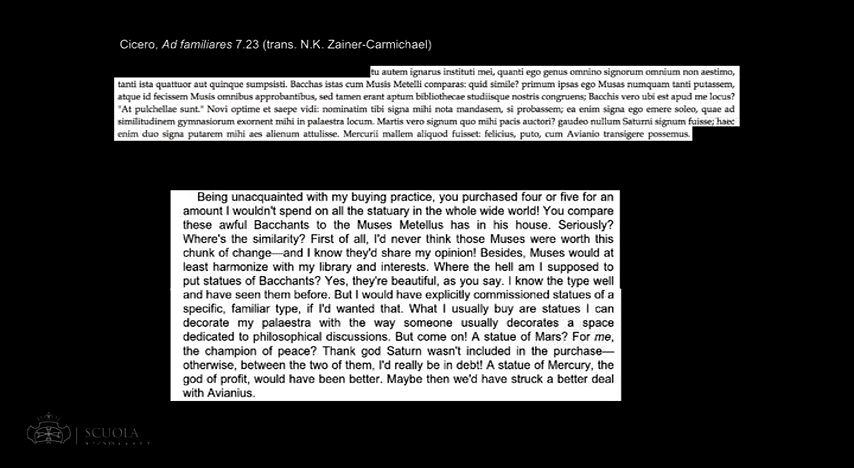 Cicero, Ad familiares 7.23 (trans. N.K. Zainer-Carmichael)
tu autem ignarus instituti mei, quanti ego genus omnino signorum omnium non aestimo,
tanti ista quattuor aut quinque sumpsisti. Bacchas istas cum Musis Metelli comparas: quid simile? primum ipsas ego Musas numquam tanti putassem,
atque id fecissem Musis omnibus approbantibus, sed tamen erant aptum bibliothecae studiisque nostris congruens; Bacchis vero ubi est apud me locus?
"At pulchellae sunt." Novi optime et saepe vidi: nominatim tibi signa mihi nota mandasem, si probassem; ea enim signa ego emere soleo, quae ad
similitudinem gymnasiorum exornent mihi in palaestra locum. Martis vero signum quo mihi pacis auctori? gaudeo nullum Saturni signum fuisse; haec
enim duo signa putarem mihi aes alienum attulisse. Mercurii mallem aliquod fuisset: felicius, puto, cum Avianio transigere possemus.
Being unacquainted with my buying practice, you purchased four or five for an
amount I wouldn't spend on all the statuary in the whole wide world! You compare
these awful Bacchants to the Muses Metellus has in his house. Seriously?
Where's the similarity? First of all, I'd never think those Muses were worth this
chunk of change—and I know they'd share my opinion! Besides, Muses would at
least harmonize with my library and interests. Where the hell am I supposed to
put statues of Bacchants? Yes, they're beautiful, as you say. I know the type well
and have seen them before. But I would have explicitly commissioned statues of a
specific, familiar type, if I'd wanted that. What I usually buy are statues I can
decorate my palaestra with the way someone usually decorates a space
dedicated to philosophical discussions. But come on! A statue of Mars? For me,
the champion of peace? Thank god Saturn wasn't included in the purchase—
otherwise, between the two of them, I'd really be in debt! A statue of Mercury, the
god of profit, would have been better. Maybe then we'd have struck a better deal
with Avianius.
SCUOLA